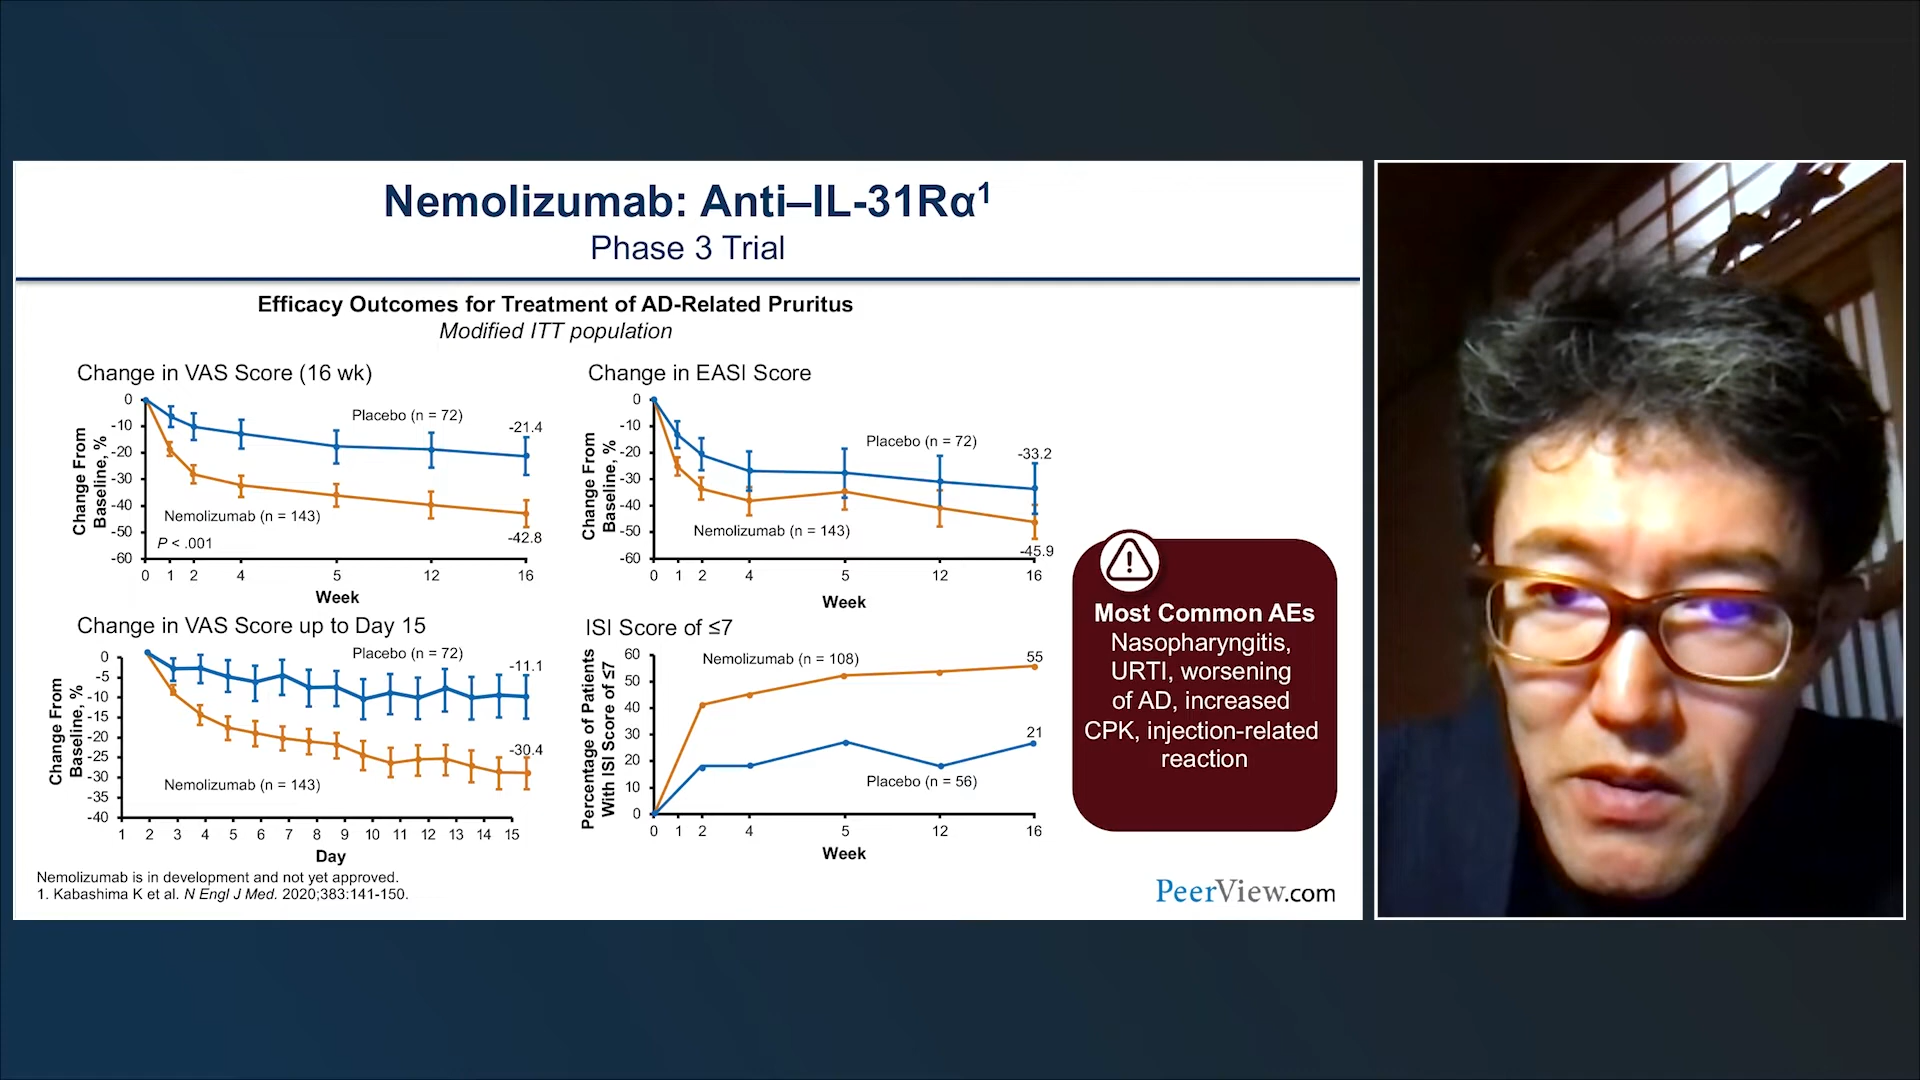 Nemolizumab: Anti–IL-31Rα¹
Phase 3 Trial
Efficacy Outcomes for Treatment of AD-Related Pruritus
Modified ITT population
Change in VAS Score (16 wk)
Change From
Baseline, %
0
-10
-20
-30
-40
-50
-60
Placebo (n = 72)
-21.4
Nemolizumab (n = 143)
-42.8
P < .001
0 1 2 4 5 12 16
Week
Change in EASI Score
Change From
Baseline, %
0
-10
-20
-30
-40
-50
-60
Placebo (n = 72)
-33.2
Nemolizumab (n = 143)
-45.9
0 1 2 4 5 12 16
Week
Change in VAS Score up to Day 15
Change From
Baseline, %
0
-5
-10
-15
-20
-25
-30
-35
-40
Placebo (n = 72)
-11.1
-30.4
Nemolizumab (n = 143)
1 2 3 4 5 6 7 8 9 10 11 12 13 14 15
Day
ISI Score of ≤7
Percentage of Patients
With ISI Score of ≤7
60
50
40
30
20
10
0
Nemolizumab (n = 108)
55
21
Placebo (n = 56)
0 1 2 4 5 12 16
Week
Most Common AEs
Nasopharyngitis,
URTI, worsening
of AD, increased
CPK, injection-related
reaction
Nemolizumab is in development and not yet approved.
1. Kabashima K et al. N Engl J Med. 2020;383:141-150.
PeerView.com